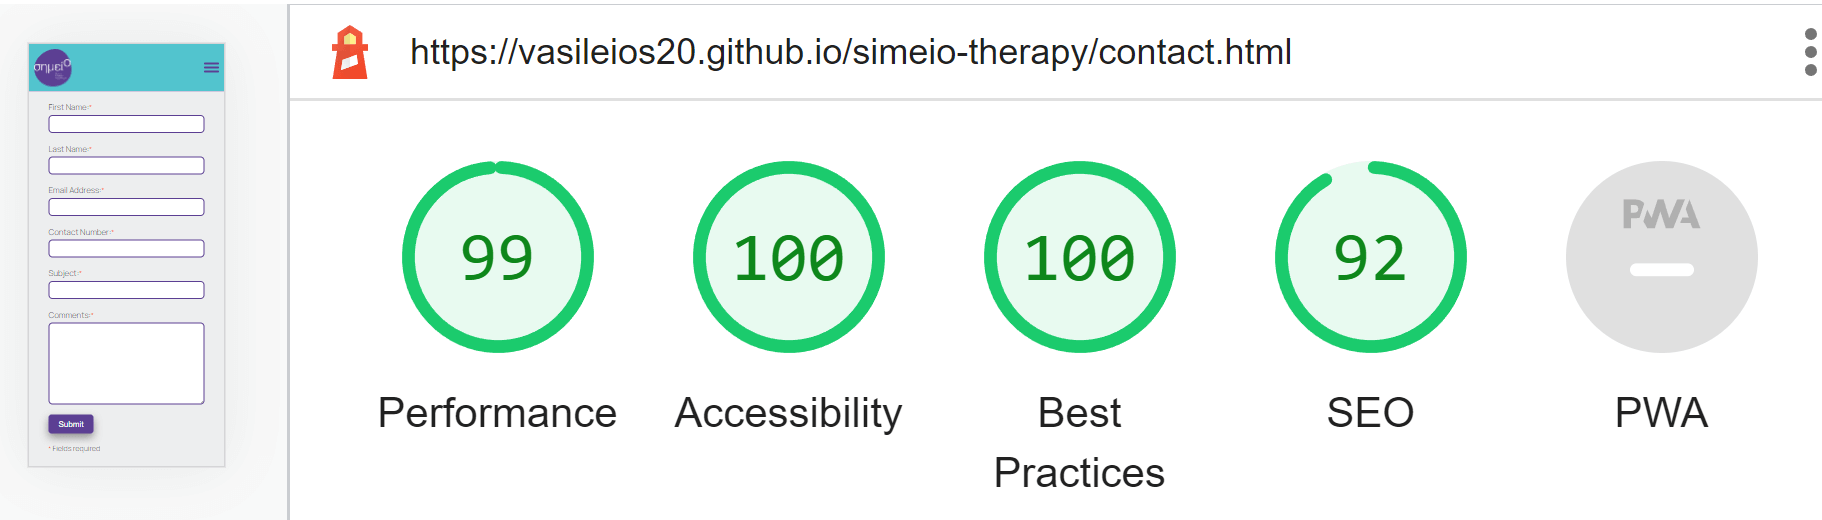 σημείο
First Name:*
Last Name:*
Email Address:*
Contact Number:*
Subject:*
Comments:*
Submit
* Fields required
https://vasileios20.github.io/simeio-therapy/contact.html
99
100
100
92
PWA
Performance
Accessibility
Best
Practices
SEO
PWA